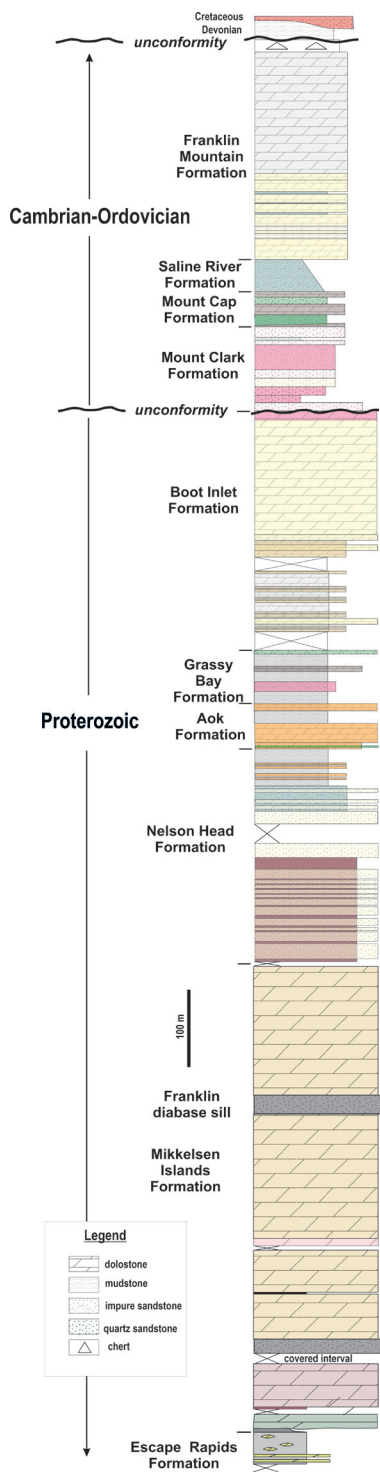 Cretaceous
Devonian
unconformity
Franklin
Mountain
Formation
Cambrian-Ordovician
Saline River
Formation
Mount Cap
Formation
Mount Clark
Formation
unconformity
Boot Inlet
Formation
Grassy
Bay
Formation
Proterozoic
Aok
Formation
Nelson Head
Formation
100 m
Franklin
diabase sill
Mikkelsen
Islands
Formation
Legend
dolostone
mudstone
impure sandstone
quartz sandstone
chert
covered interval
Escape Rapids
Formation